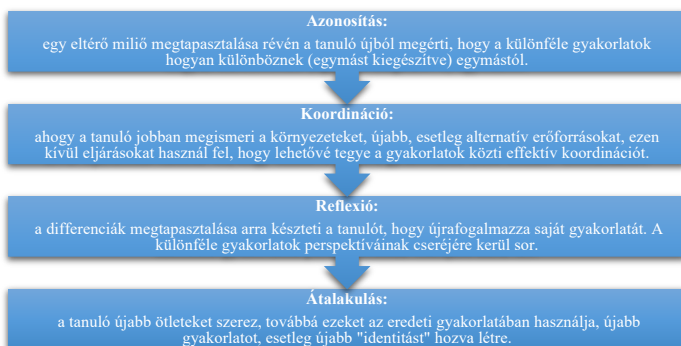 Azonosítás:
egy eltérő miliő megtapasztalása révén a tanuló újból megérti, hogy a különféle gyakorlatok
hogyan különböznek (egymást kiegészítve) egymástól.
Koordináció:
ahogy a tanuló jobban megismeri a környezeteket, újabb, esetleg alternatív erőforrásokat, ezen
kívül eljárásokat használ fel, hogy lehetővé tegye a gyakorlatok közti effektív koordinációt.
Reflexió:
a differenciák megtapasztalása arra készteti a tanulót, hogy újrafogalmazza saját gyakorlatát. A
különféle gyakorlatok perspektíváinak cseréjére kerül sor.
Átalakulás:
a tanuló újabb ötleteket szerez, továbbá ezeket az eredeti gyakorlatában használja, újabb
gyakorlatot, esetleg újabb "identitást" hozva létre.